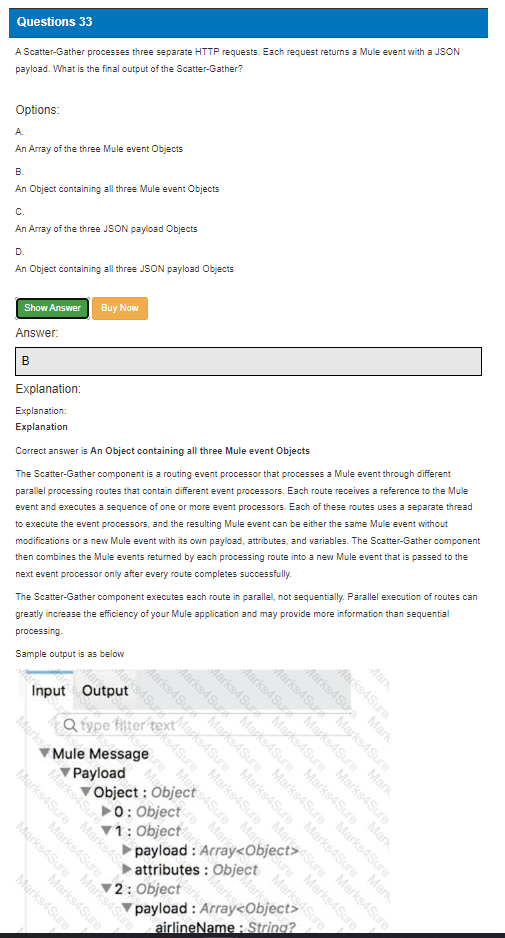 Questions 33
A Scatter-Gather processes three separate HTTP requests. Each request returns a Mule event with a JSON
payload. What is the final output of the Scatter-Gather?
Options:
A.
An Array of the three Mule event Objects
B.
An Object containing all three Mule event Objects
C.
An Array of the three JSON payload Objects
D.
An Object containing all three JSON payload Objects
Show Answer
Buy Now
Answer:
B
Explanation:
Explanation:
Explanation
Correct answer is An Object containing all three Mule event Objects
The Scatter-Gather component is a routing event processor that processes a Mule event through different
parallel processing routes that contain different event processors. Each route receives a reference to the Mule
event and executes a sequence of one or more event processors. Each of these routes uses a separate thread
to execute the event processors, and the resulting Mule event can be either the same Mule event without
modifications or a new Mule event with its own payload, attributes, and variables. The Scatter-Gather component
then combines the Mule events returned by each processing route into a new Mule event that is passed to the
next event processor only after every route completes successfully.
The Scatter-Gather component executes each route in parallel, not sequentially. Parallel execution of routes can
greatly increase the efficiency of your Mule application and may provide more information than sequential
processing.
Sample output is as below
Input Output
type filter text
Mule Message
Payload
Object : Object
0 : Object
1 : Object
payload : Array<Object>
attributes : Object
2 : Object
payload : Array<Object>
airlineName : String?